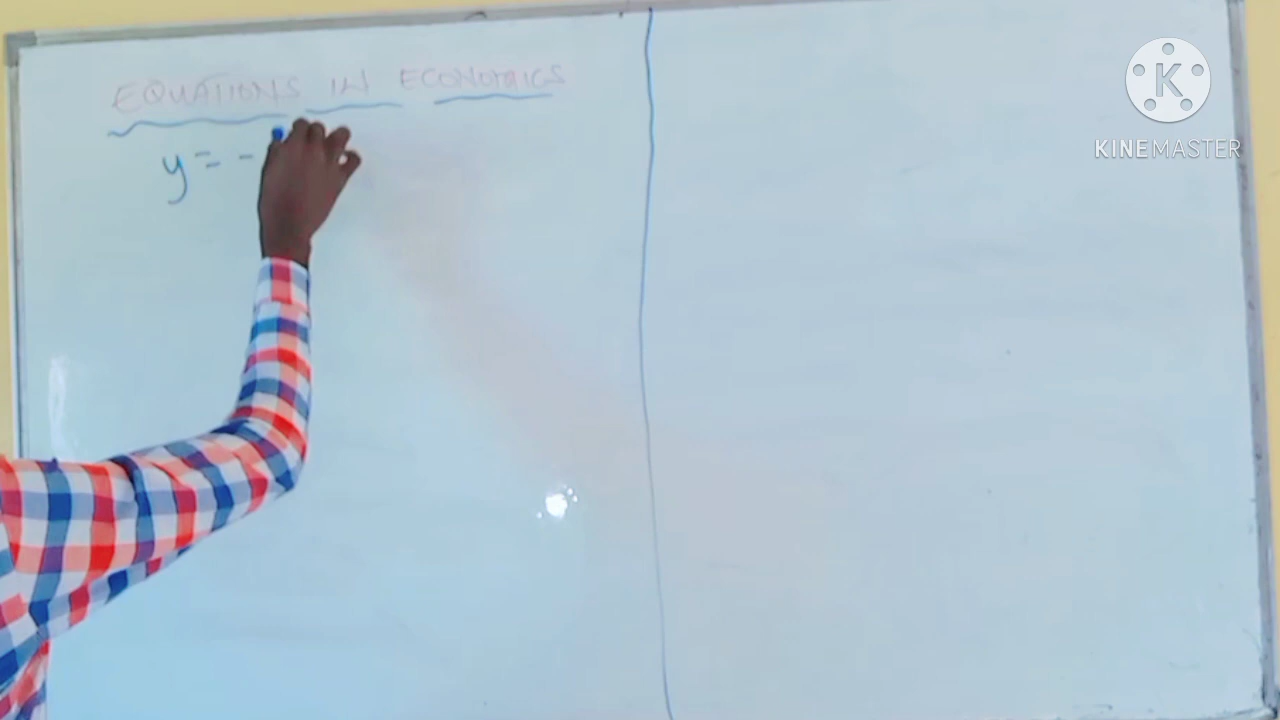 EQUATIONS IN ECONOMICS
y = -
K
KINEMASTER